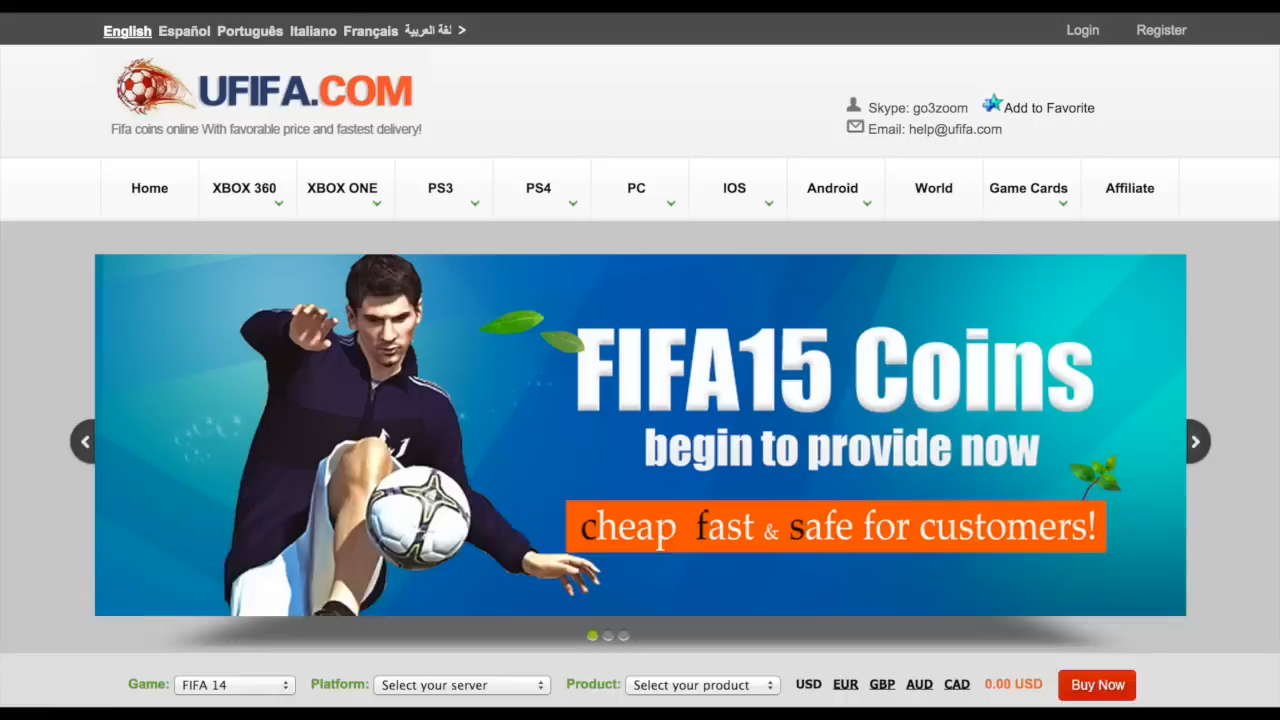 English Español Português Italiano Français لغة العربية >
Login Register
UFIFA.COM
Fifa coins online With favorable price and fastest delivery!
Skype: go3zoom Add to Favorite
Email: help@ufifa.com
Home XBOX 360 XBOX ONE PS3 PS4 PC IOS Android World Game Cards Affiliate
FIFA15 Coins
begin to provide now
cheap fast & safe for customers!
Game: FIFA 14 Platform: Select your server Product: Select your product USD EUR GBP AUD CAD 0.00 USD Buy Now